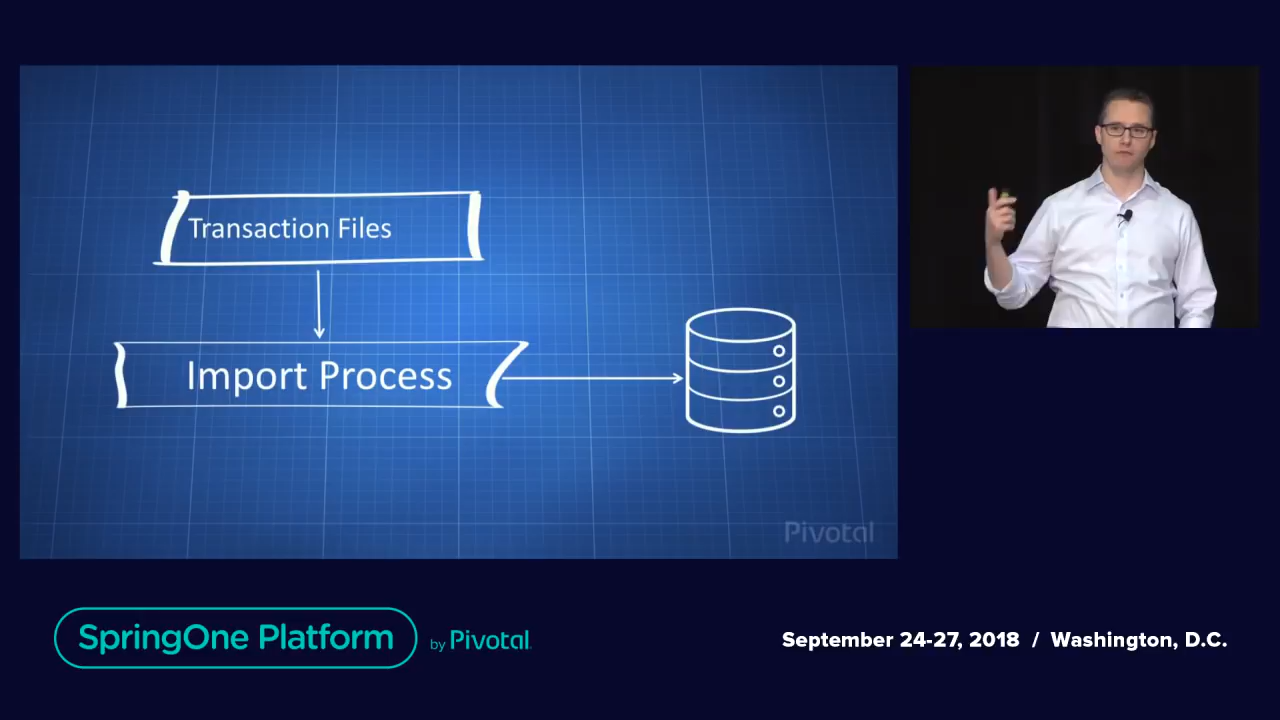 Transaction Files
Import Process
Pivotal
SpringOne Platform by Pivotal.
September 24-27, 2018 / Washington, D.C.